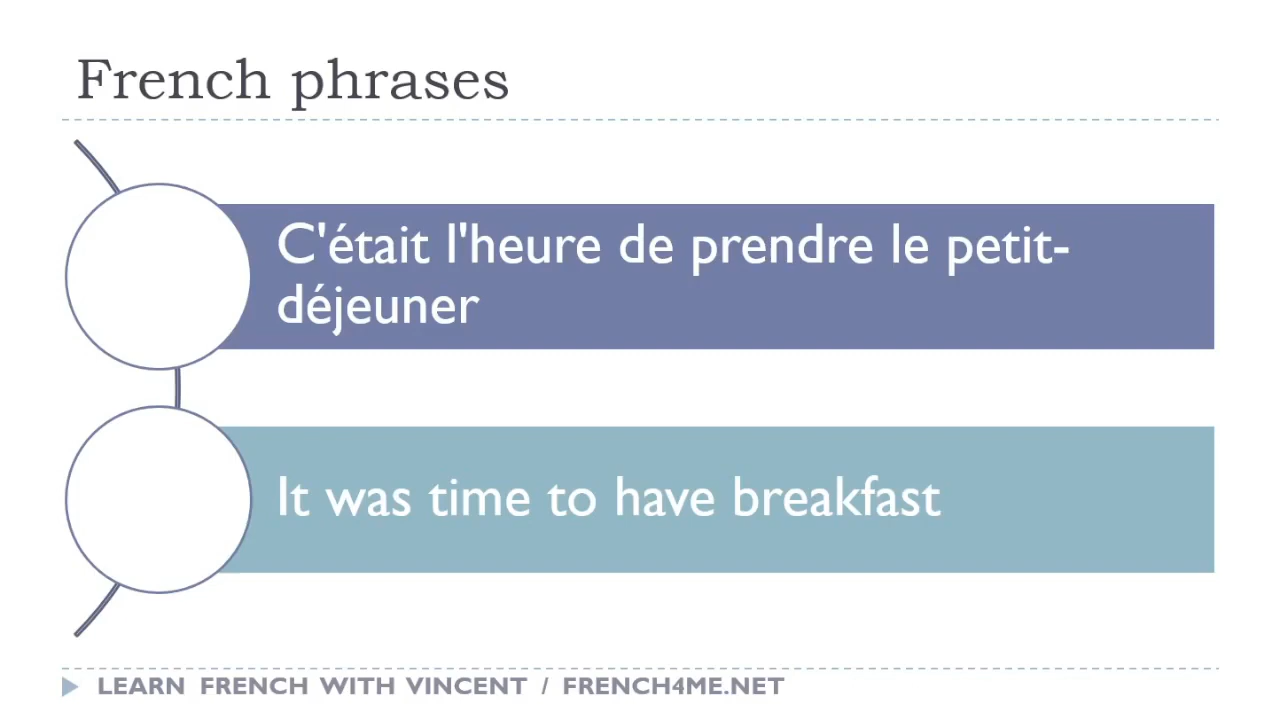 French phrases
C'était l'heure de prendre le petit-
déjeuner
It was time to have breakfast
LEARN FRENCH WITH VINCENT / FRENCH4ME.NET